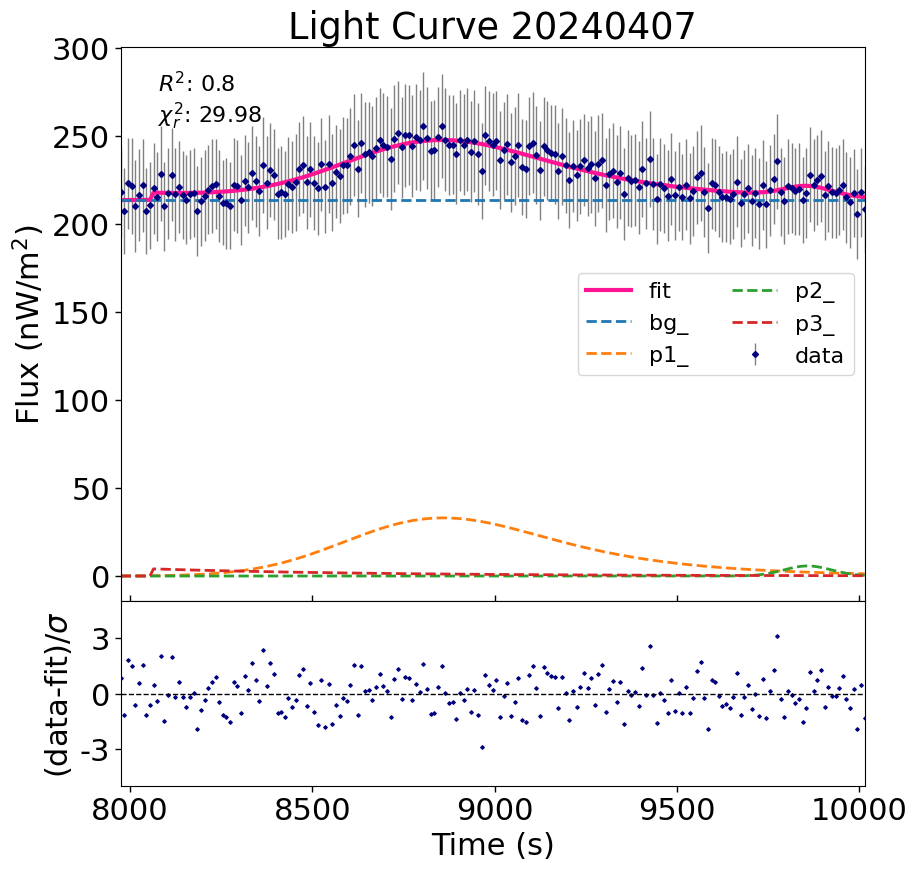 Light Curve 20240407
R²: 0.8
χ²ᵣ: 29.98
Flux (nW/m²)
300
250
200
150
100
50
0
fit
bg_
p1_
p2_
p3_
data
(data-fit)/σ
3
0
-3
8000 8500 9000 9500 10000
Time (s)